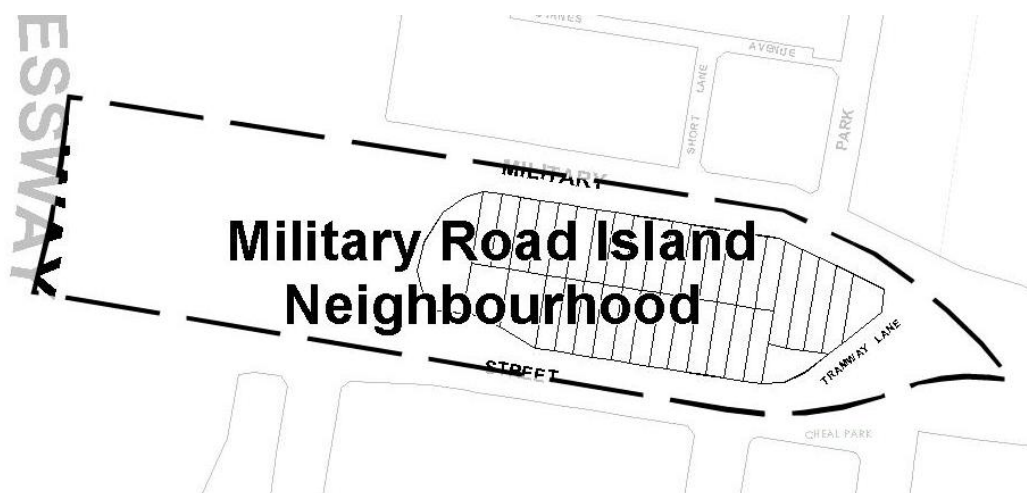 ESSWAY
AVENUE
SHORT LANE
PARK
MILITARY
Military Road Island
Neighbourhood
STREET
TRAMWAY LANE
CHEAL PARK